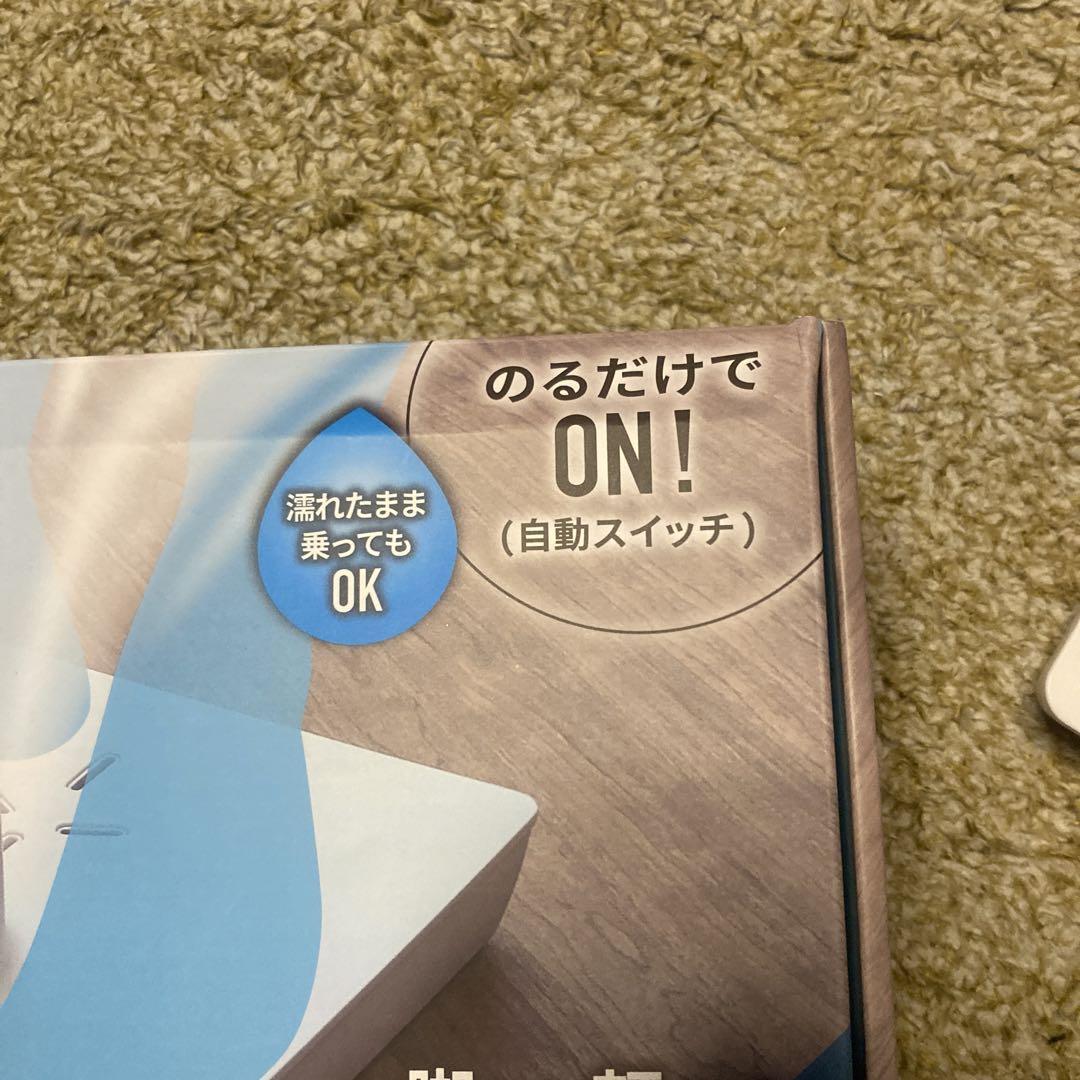 のるだけで
ON!
(自動スイッチ)
濡れたまま
乗っても
OK